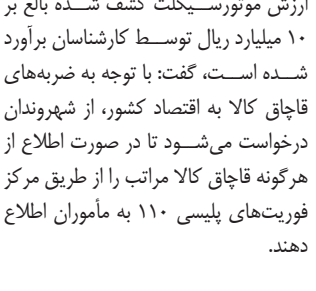 ارزش موتورسیکلت کشف شده بالغ بر
۱۰ میلیارد ریال توسط کارشناسان برآورد
شده است، گفت: با توجه به ضربه‌های
قاچاق کالا به اقتصاد کشور، از شهروندان
درخواست می‌شود تا در صورت اطلاع از
هرگونه قاچاق کالا مراتب را از طریق مرکز
فوریت‌های پلیسی ۱۱۰ به مأموران اطلاع
دهند.